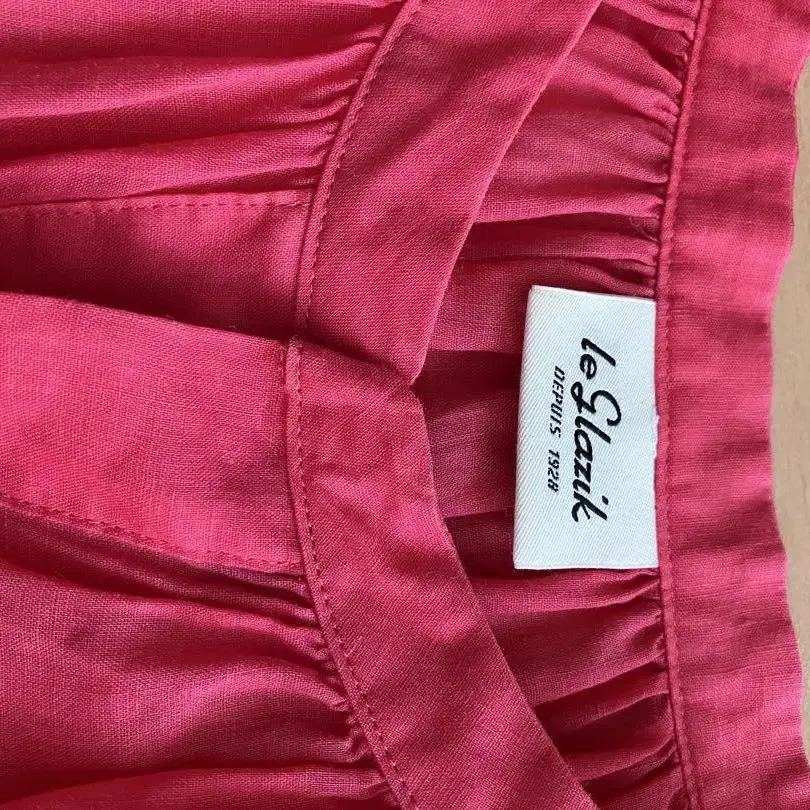 le Glazik
DEPUIS 1928